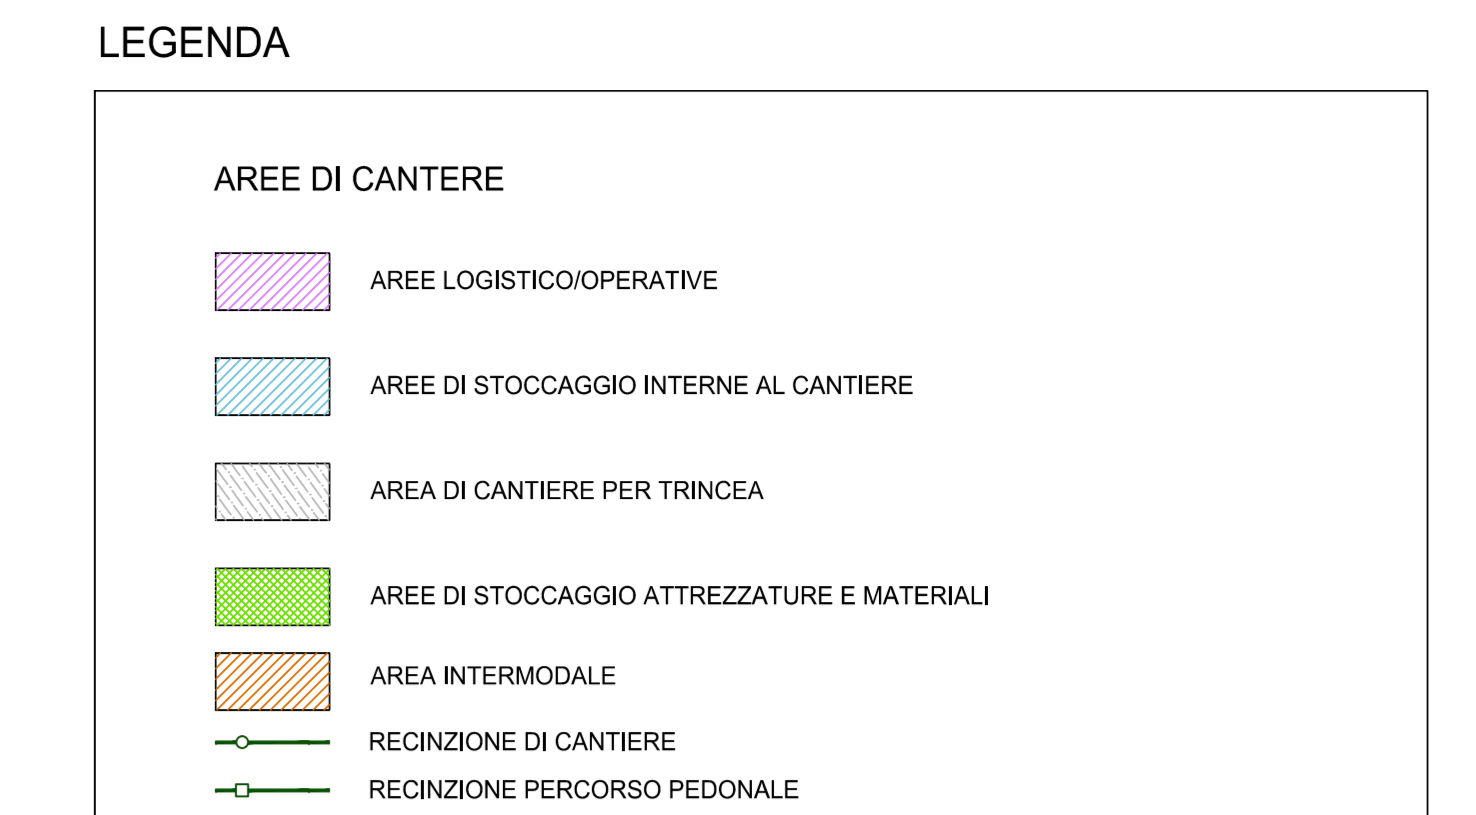 LEGENDA
AREE DI CANTERE
AREE LOGISTICO/OPERATIVE
AREE DI STOCCAGGIO INTERNE AL CANTIERE
AREA DI CANTIERE PER TRINCEA
AREE DI STOCCAGGIO ATTREZZATURE E MATERIALI
AREA INTERMODALE
RECINZIONE DI CANTIERE
RECINZIONE PERCORSO PEDONALE